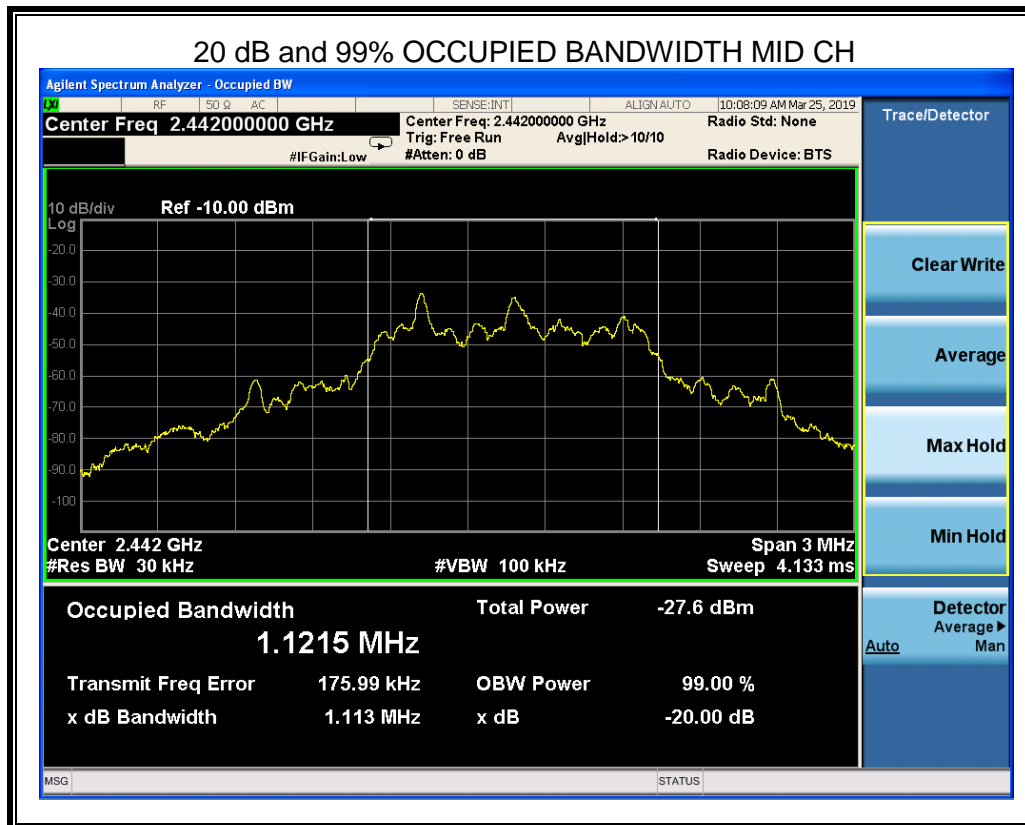 20 dB and 99% OCCUPIED BANDWIDTH MID CH
Agilent Spectrum Analyzer - Occupied BW
LXI RF 50 Ω AC SENSE:INT ALIGN AUTO 10:08:09 AM Mar 25, 2019
Center Freq 2.442000000 GHz
Center Freq: 2.442000000 GHz Radio Std: None
Trig: Free Run Avg|Hold:>10/10
#IFGain:Low #Atten: 0 dB Radio Device: BTS
Trace/Detector
10 dB/div Ref -10.00 dBm
Log
-20.0
-30.0
-40.0
-50.0
-60.0
-70.0
-80.0
-90.0
-100
Center 2.442 GHz Span 3 MHz
#Res BW 30 kHz #VBW 100 kHz Sweep 4.133 ms
Clear Write
Average
Max Hold
Min Hold
Detector
Average▶
Auto Man
Occupied Bandwidth Total Power -27.6 dBm
1.1215 MHz
Transmit Freq Error 175.99 kHz OBW Power 99.00 %
x dB Bandwidth 1.113 MHz x dB -20.00 dB
MSG STATUS